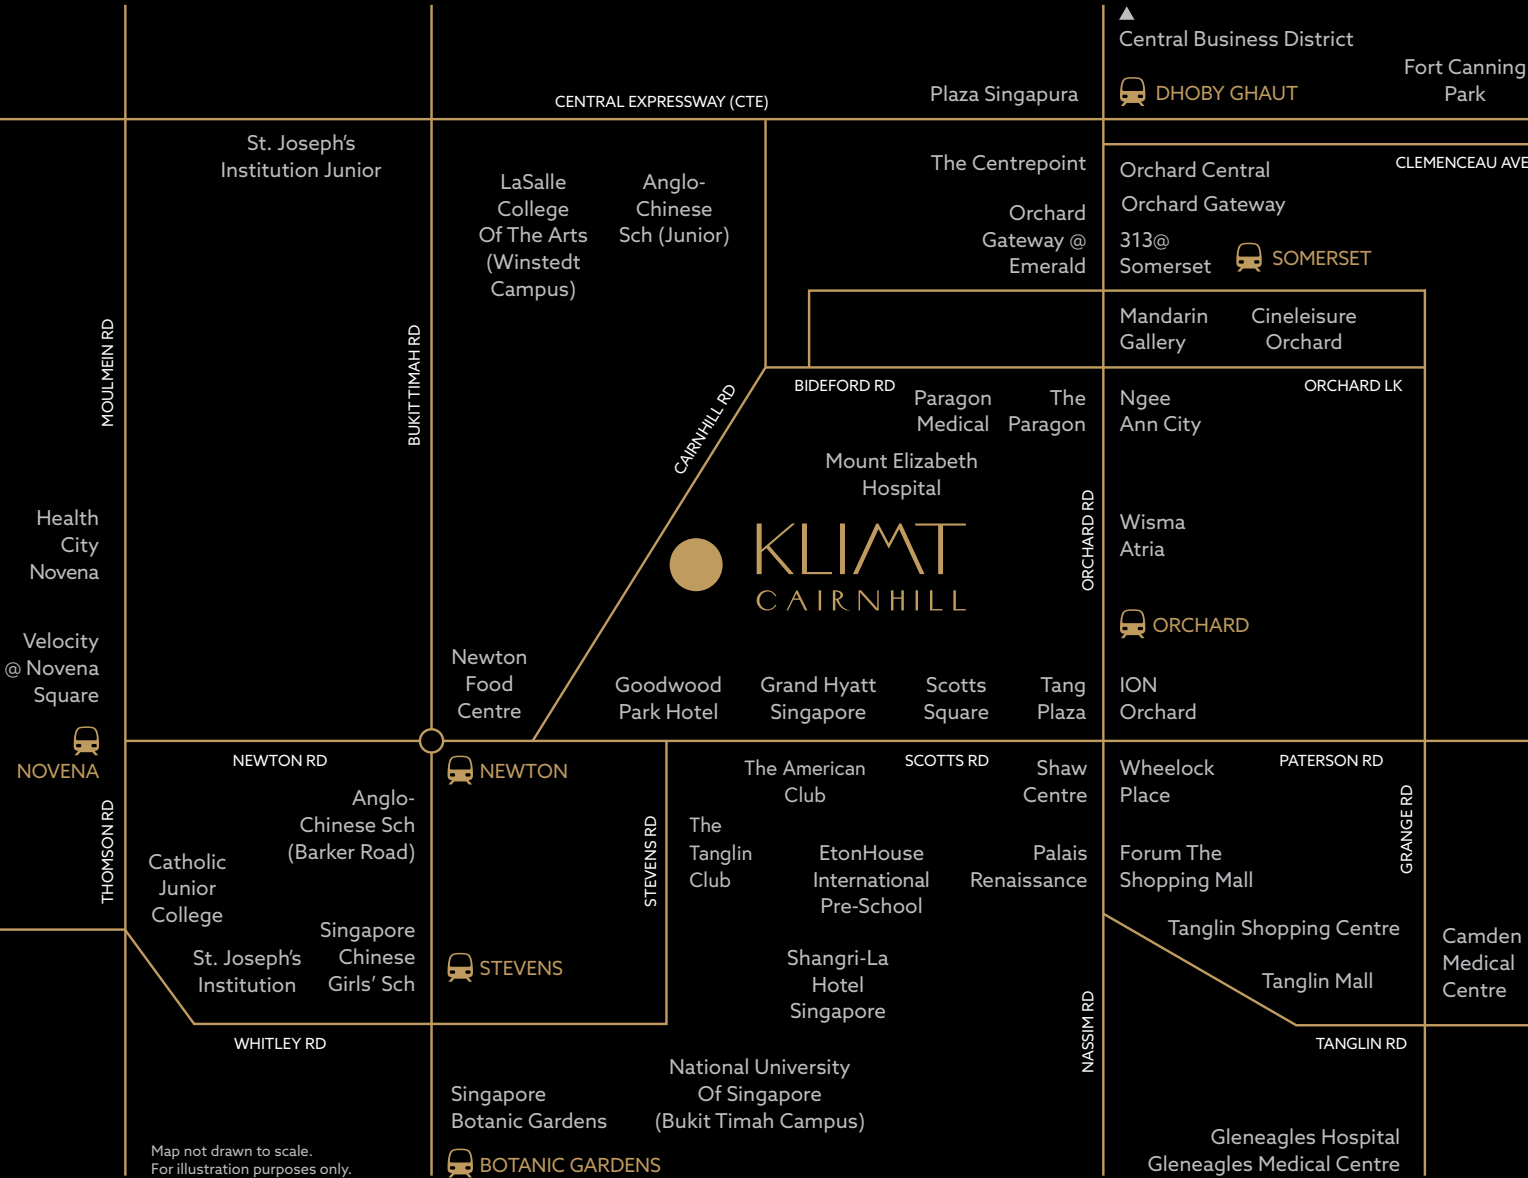 Central Business District
Fort Canning
Park
DHOBY GHAUT
Plaza Singapura
CENTRAL EXPRESSWAY (CTE)
St. Joseph's
Institution Junior
LaSalle
College
Of The Arts
(Winstedt
Campus)
Anglo-
Chinese
Sch (Junior)
The Centrepoint
Orchard
Gateway @
Emerald
CLEMENCEAU AVE
Orchard Central
Orchard Gateway
313@
Somerset
SOMERSET
Mandarin
Gallery
Cineleisure
Orchard
MOULMEIN RD
BUKIT TIMAH RD
CAIRNHILL RD
BIDEFORD RD
ORCHARD LK
Paragon
Medical
The
Paragon
Ngee
Ann City
Mount Elizabeth
Hospital
ORCHARD RD
Wisma
Atria
Health
City
Novena
KLIMT
CAIRNHILL
ORCHARD
Velocity
@ Novena
Square
Newton
Food
Centre
Goodwood
Park Hotel
Grand Hyatt
Singapore
Scotts
Square
Tang
Plaza
ION
Orchard
NOVENA
NEWTON RD
NEWTON
SCOTTS RD
PATERSON RD
The American
Club
Shaw
Centre
Wheelock
Place
THOMSON RD
Anglo-
Chinese Sch
(Barker Road)
STEVENS RD
The
Tanglin
Club
EtonHouse
International
Pre-School
Palais
Renaissance
Forum The
Shopping Mall
GRANGE RD
Catholic
Junior
College
Singapore
Chinese
Girls' Sch
St. Joseph's
Institution
STEVENS
Shangri-La
Hotel
Singapore
Tanglin Shopping Centre
Tanglin Mall
Camden
Medical
Centre
WHITLEY RD
NASSIM RD
TANGLIN RD
National University
Of Singapore
(Bukit Timah Campus)
Singapore
Botanic Gardens
BOTANIC GARDENS
Gleneagles Hospital
Gleneagles Medical Centre
Map not drawn to scale.
For illustration purposes only.